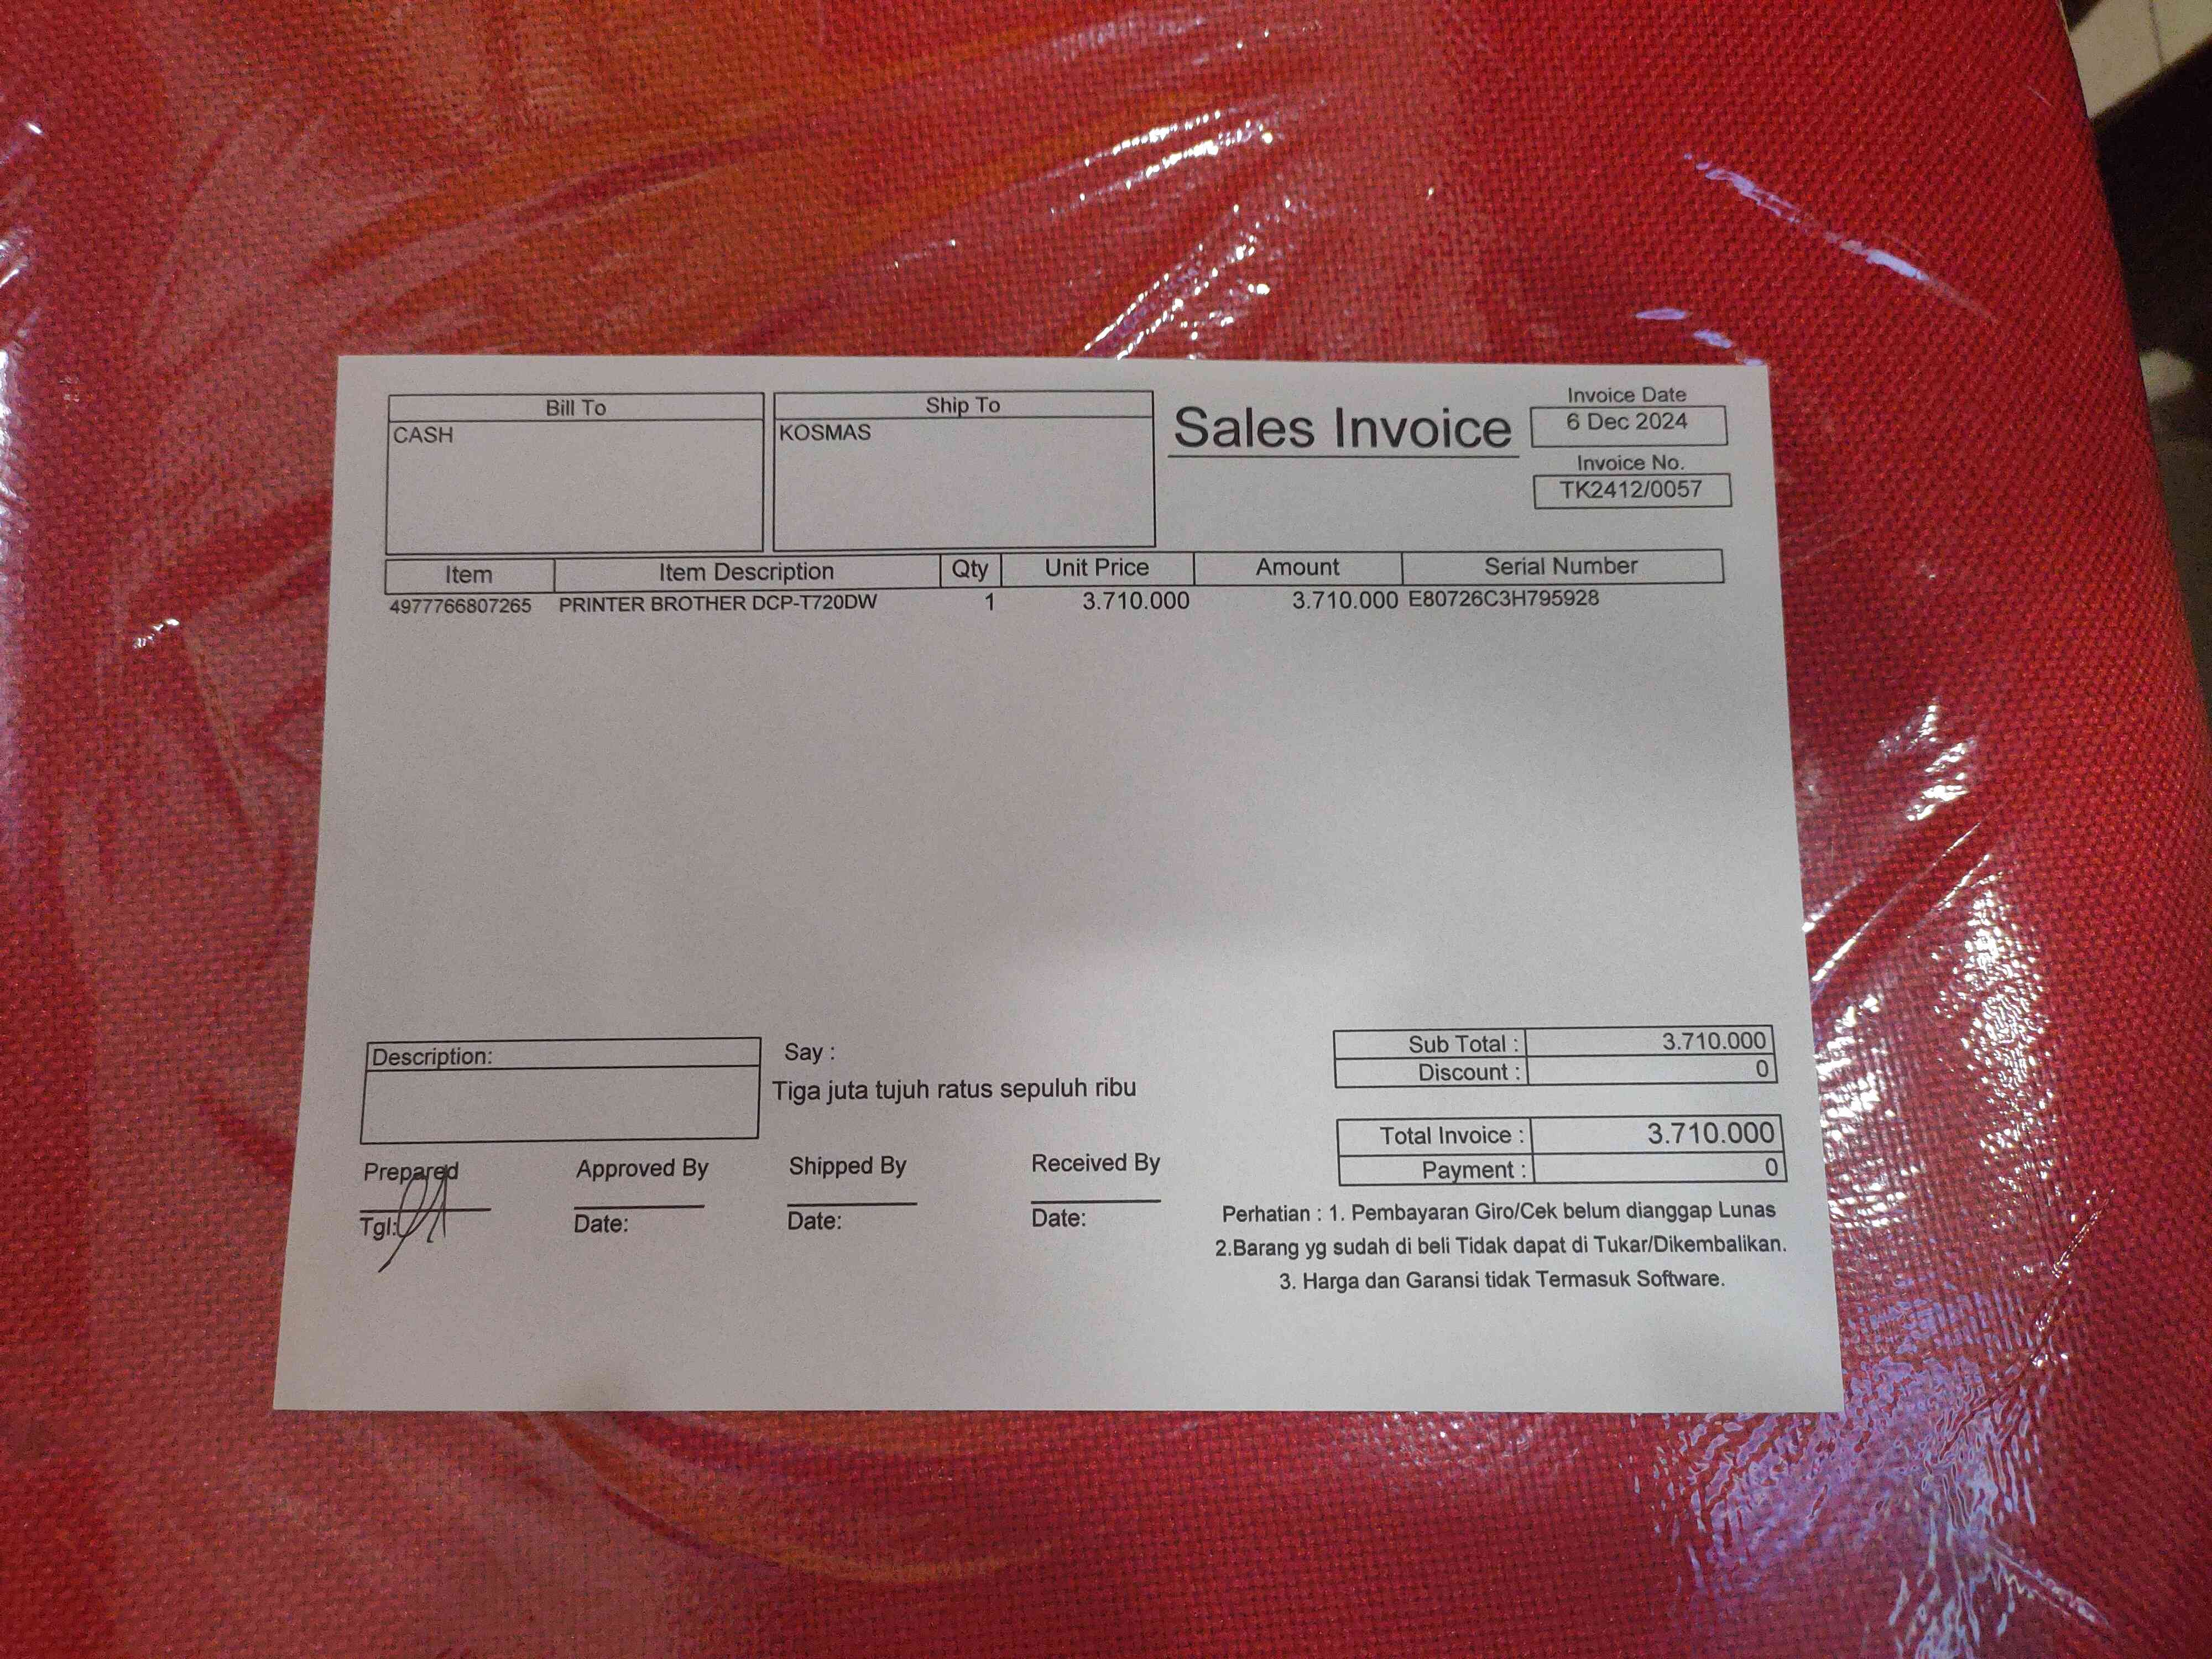 Bill To
CASH
Ship To
KOSMAS
Sales Invoice
Invoice Date
6 Dec 2024
Invoice No.
TK2412/0057
Item Item Description Qty Unit Price Amount Serial Number
4977766807265 PRINTER BROTHER DCP-T720DW 1 3.710.000 3.710.000 E80726C3H795928
Description:
Say :
Tiga juta tujuh ratus sepuluh ribu
Sub Total : 3.710.000
Discount : 0
Total Invoice : 3.710.000
Payment : 0
Prepared Approved By Shipped By Received By
Tgl: Date: Date: Date:
Perhatian : 1. Pembayaran Giro/Cek belum dianggap Lunas
2.Barang yg sudah di beli Tidak dapat di Tukar/Dikembalikan.
3. Harga dan Garansi tidak Termasuk Software.